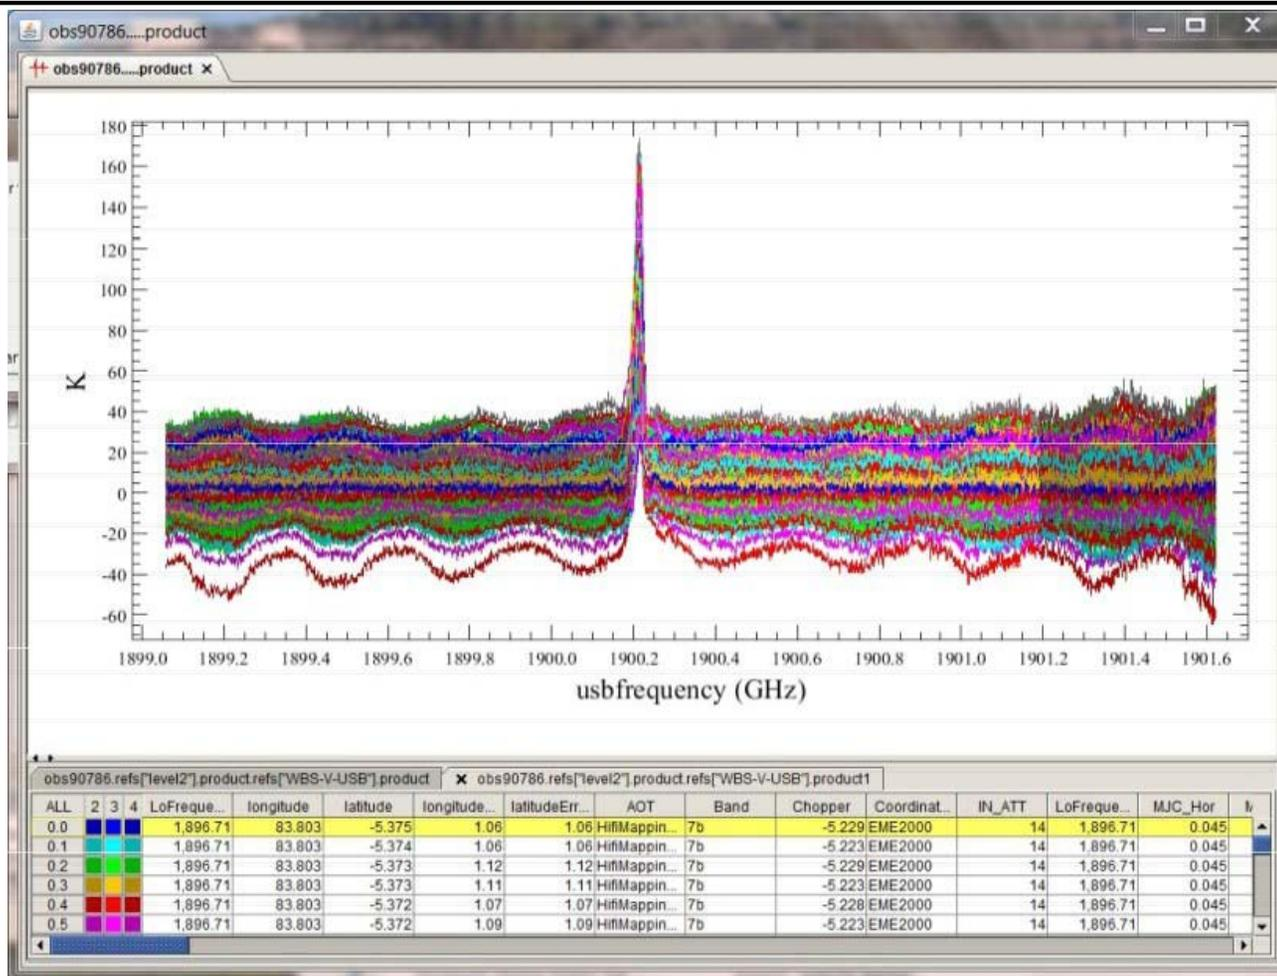 obs90786.....product
obs90786.....product
180
160
140
120
100
80
60
40
20
0
-20
-40
-60
K
1899.0 1899.2 1899.4 1899.6 1899.8 1900.0 1900.2 1900.4 1900.6 1900.8 1901.0 1901.2 1901.4 1901.6
usbfrequency (GHz)
obs90786.refs["level2"].product.refs["WBS-V-USB"].product obs90786.refs["level2"].product.refs["WBS-V-USB"].product1
ALL 2 3 4 LoFreque... longitude latitude longitude... latitudeErr... AOT Band Chopper Coordinat... IN_ATT LoFreque... MJC_Hor
0.0 1,896.71 83.803 -5.375 1.06 1.06 HifiMappin... 7b -5.229 EME2000 14 1,896.71 0.045
0.1 1,896.71 83.803 -5.374 1.06 1.06 HifiMappin... 7b -5.223 EME2000 14 1,896.71 0.045
0.2 1,896.71 83.803 -5.373 1.12 1.12 HifiMappin... 7b -5.229 EME2000 14 1,896.71 0.045
0.3 1,896.71 83.803 -5.373 1.11 1.11 HifiMappin... 7b -5.223 EME2000 14 1,896.71 0.045
0.4 1,896.71 83.803 -5.372 1.07 1.07 HifiMappin... 7b -5.228 EME2000 14 1,896.71 0.045
0.5 1,896.71 83.803 -5.372 1.09 1.09 HifiMappin... 7b -5.223 EME2000 14 1,896.71 0.045